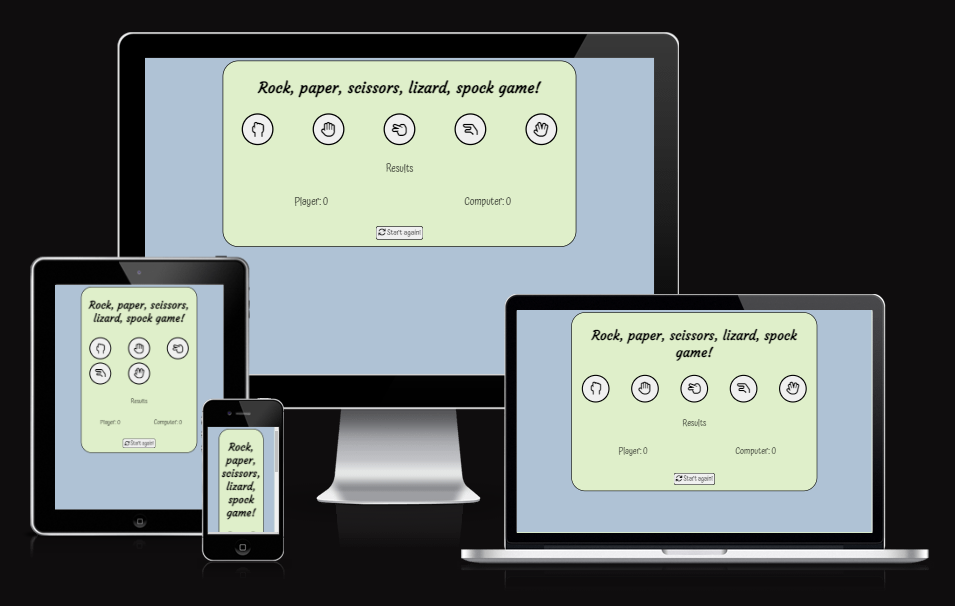 Rock, paper, scissors, lizard, spock game!
Results
Player: 0 Computer: 0
Start again!
Rock, paper, scissors,
lizard, spock game!
Results
Player: 0 Computer: 0
Start again!
Rock,
paper,
scissors,
lizard,
spock
game!
Rock, paper, scissors, lizard, spock
game!
Results
Player: 0 Computer: 0
Start again!